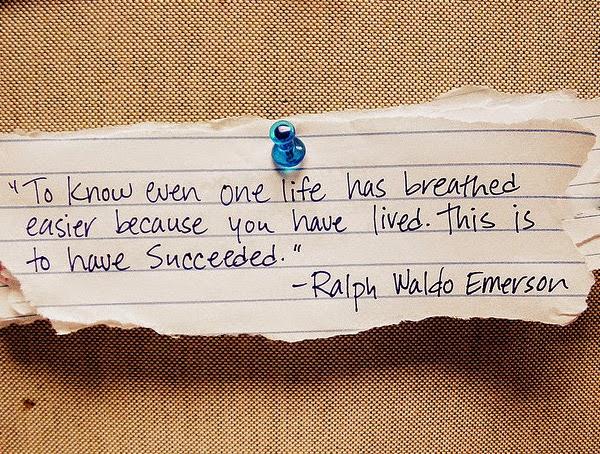 "To know even one life has breathed
easier because you have lived. This is
to have Succeeded."
-Ralph Waldo Emerson